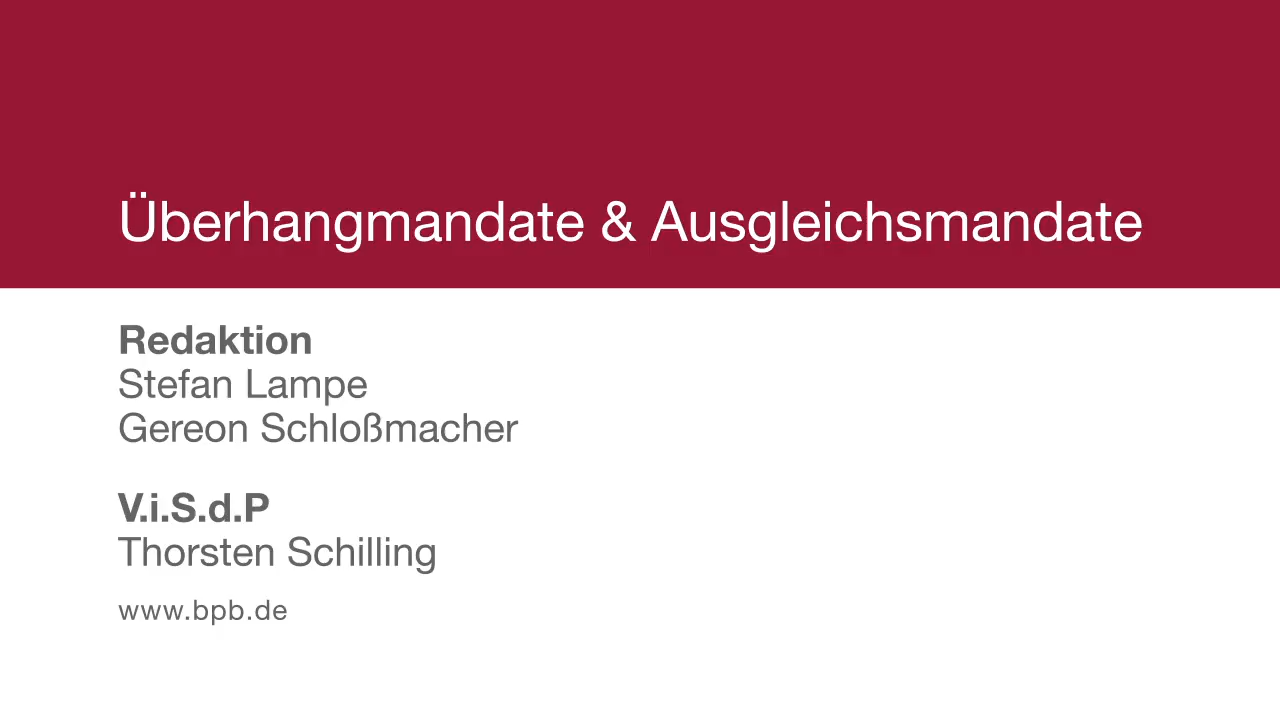 Überhangmandate & Ausgleichsmandate
Redaktion
Stefan Lampe
Gereon Schloßmacher
V.i.S.d.P
Thorsten Schilling
www.bpb.de